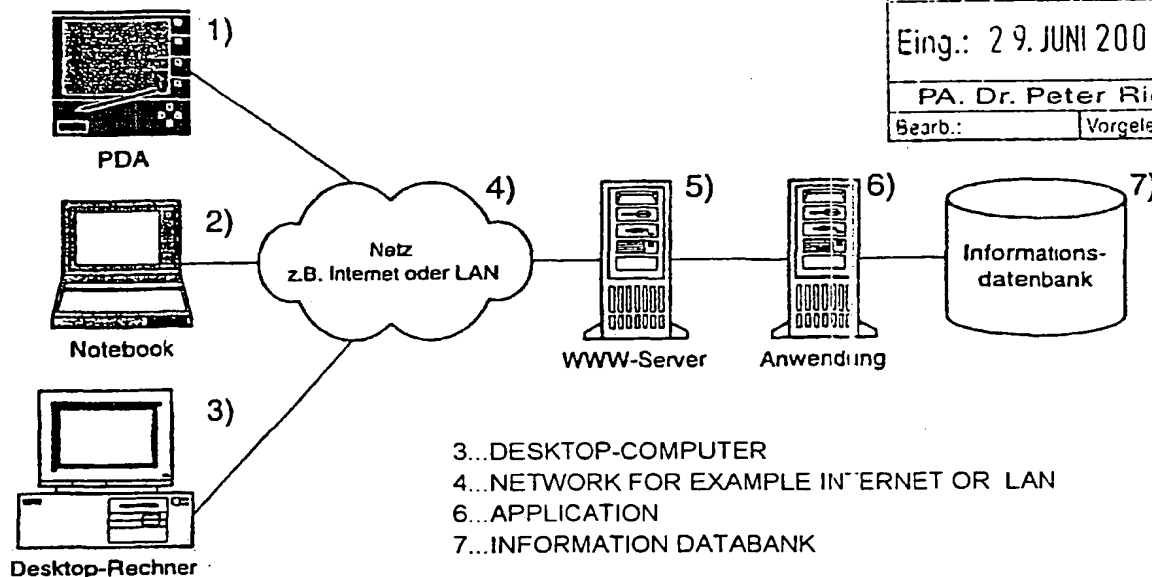 1)
Eing.: 29. JUNI 200
PA. Dr. Peter
Bearb.:
PDA
2)
4)
5)
6)
7)
Netz
z.B. Internet oder LAN
Informations-
datenbank
Notebook
WWW-Server
Anwendung
3)
3...DESKTOP-COMPUTER
4...NETWORK FOR EXAMPLE INTERNET OR LAN
6...APPLICATION
7...INFORMATION DATABANK
Desktop-Rechner